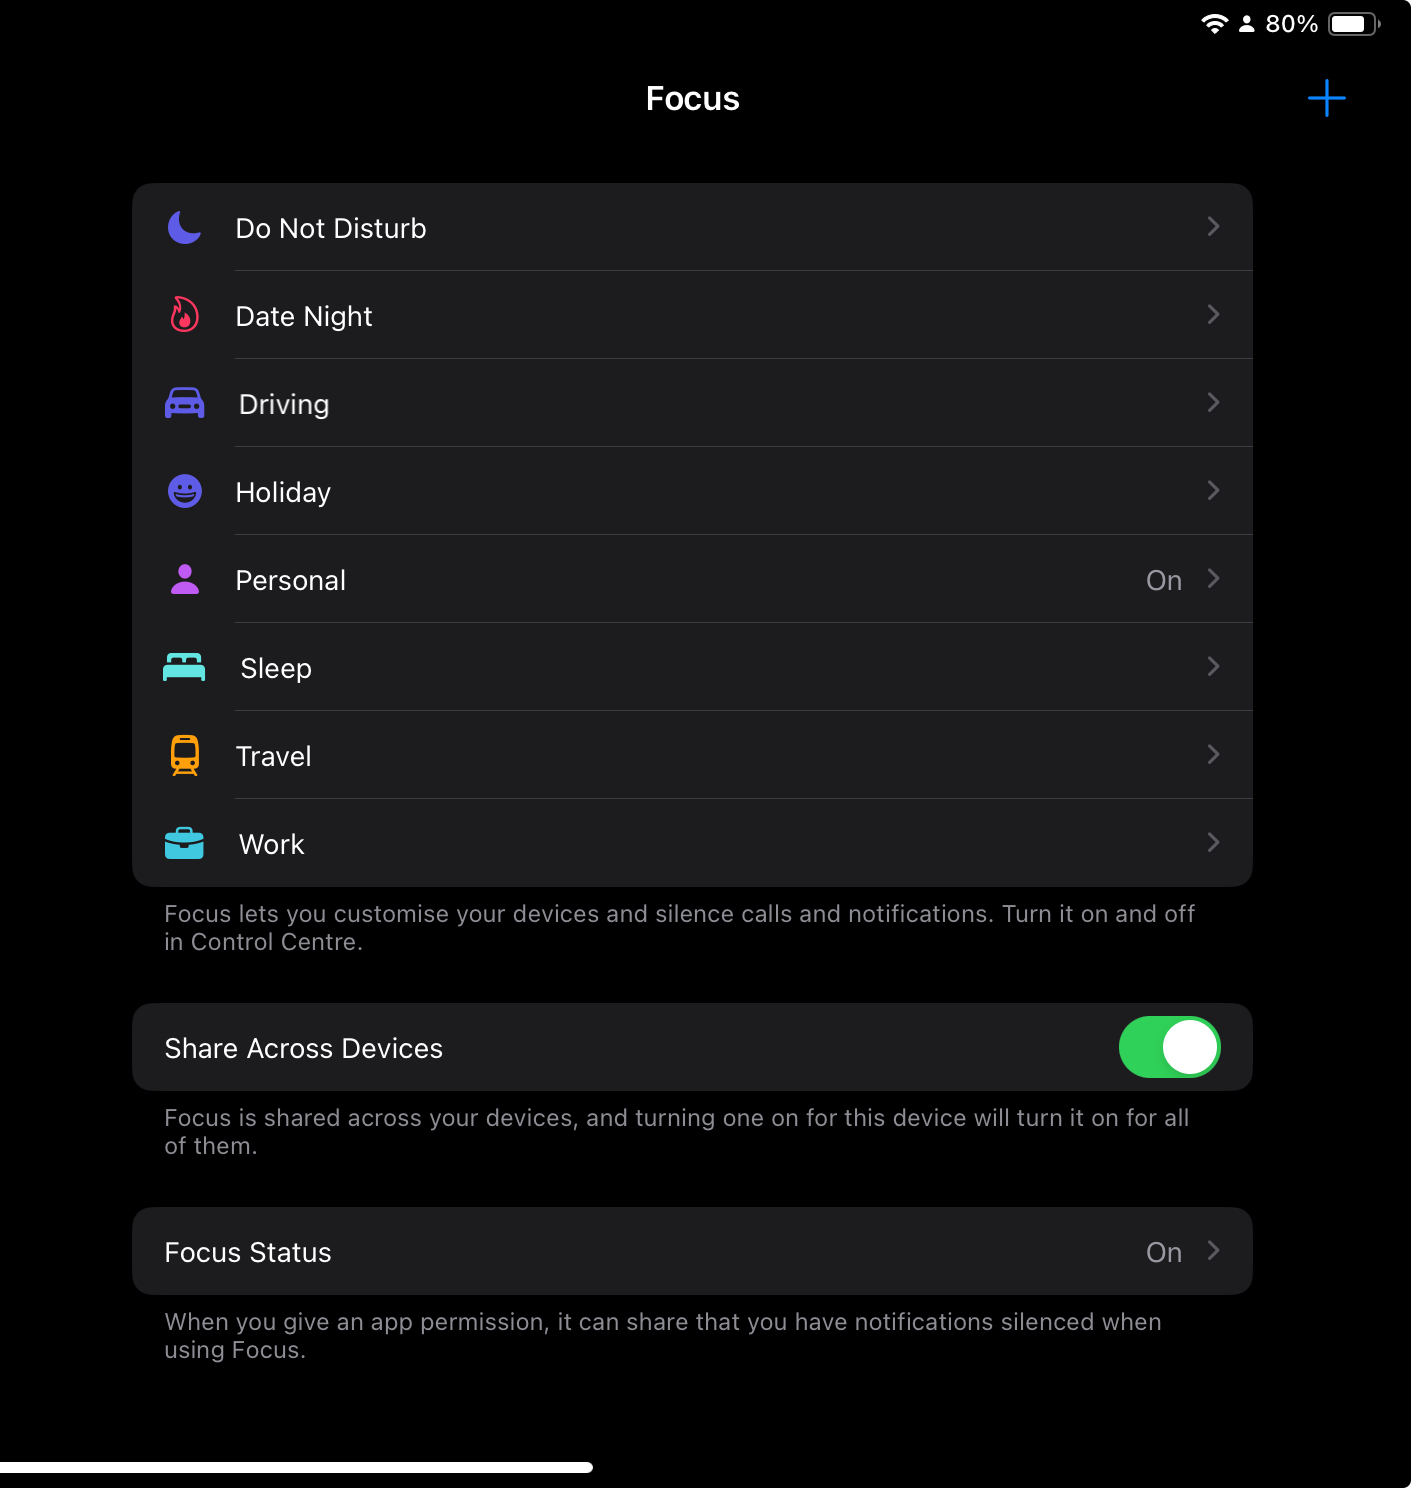 80%
Focus
Do Not Disturb
Date Night
Driving
Holiday
Personal On
Sleep
Travel
Work
Focus lets you customise your devices and silence calls and notifications. Turn it on and off
in Control Centre.
Share Across Devices
Focus is shared across your devices, and turning one on for this device will turn it on for all
of them.
Focus Status On
When you give an app permission, it can share that you have notifications silenced when
using Focus.